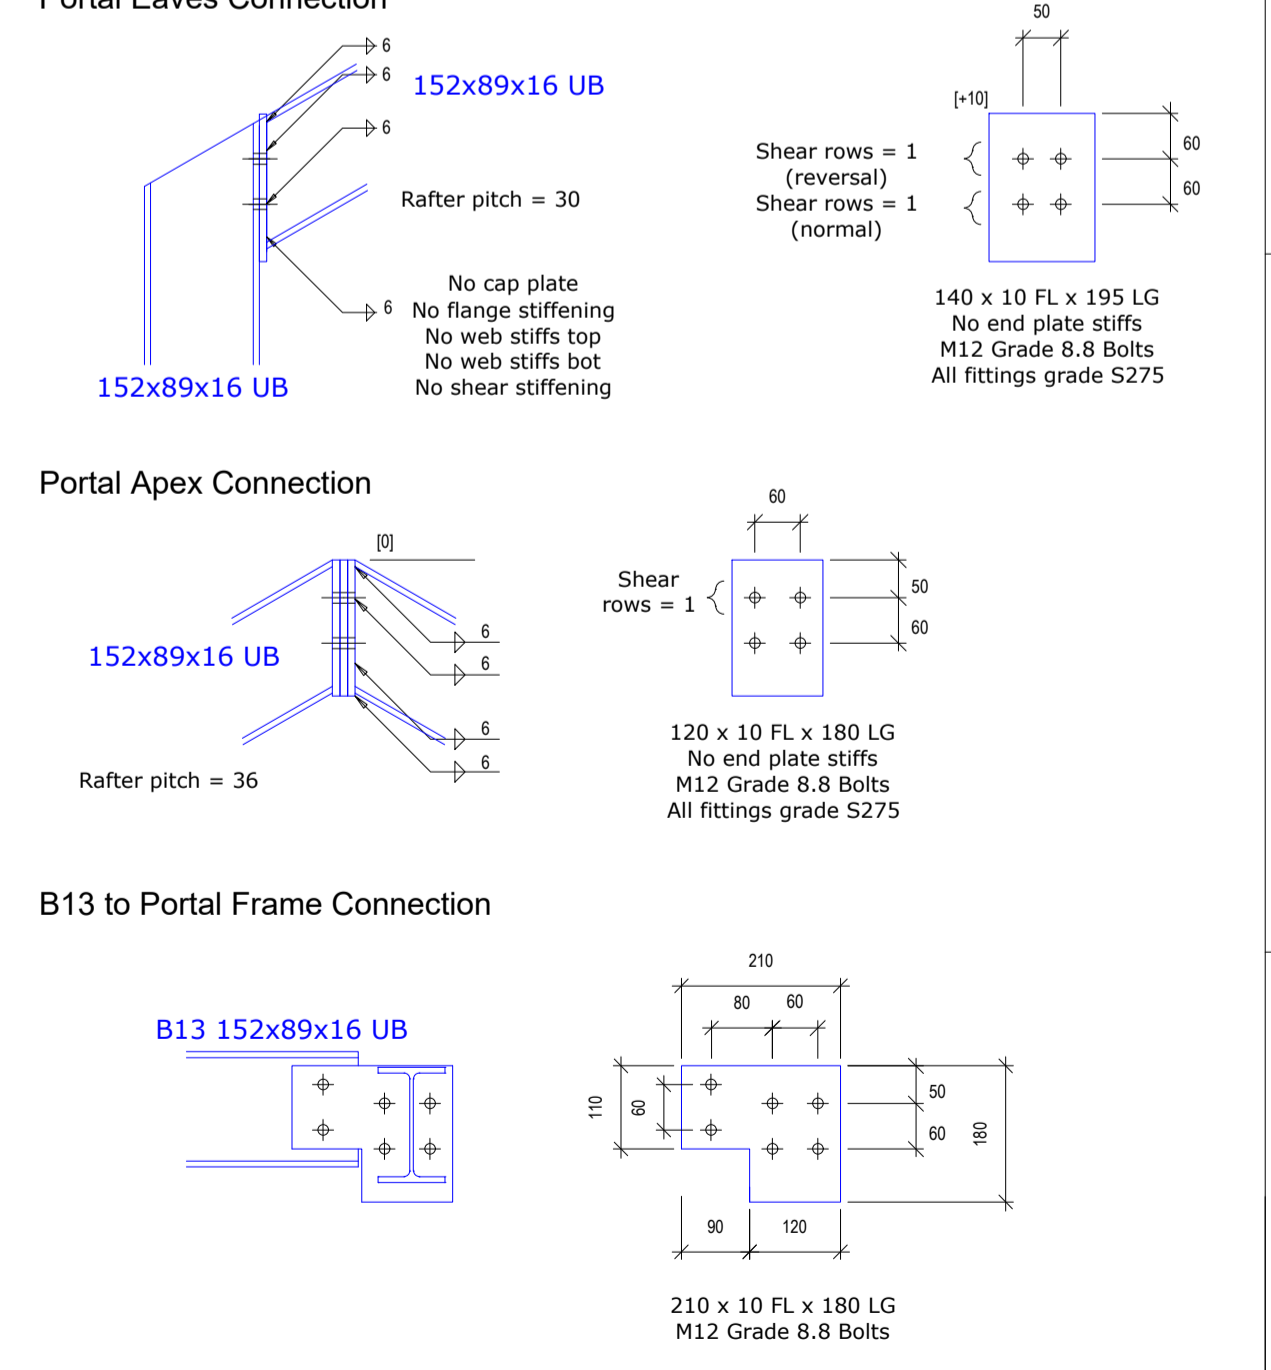 Portal Eaves Connection
6
6
152x89x16 UB
6
Rafter pitch = 30
6
No cap plate
No flange stiffening
No web stiffs top
No web stiffs bot
No shear stiffening
152x89x16 UB
50
[+10]
Shear rows = 1
(reversal)
Shear rows = 1
(normal)
60
60
140 x 10 FL x 195 LG
No end plate stiffs
M12 Grade 8.8 Bolts
All fittings grade S275
Portal Apex Connection
[0]
152x89x16 UB
6
6
6
6
Rafter pitch = 36
60
Shear
rows = 1
50
60
120 x 10 FL x 180 LG
No end plate stiffs
M12 Grade 8.8 Bolts
All fittings grade S275
B13 to Portal Frame Connection
B13 152x89x16 UB
210
80
60
110
60
50
60
180
90
120
210 x 10 FL x 180 LG
M12 Grade 8.8 Bolts